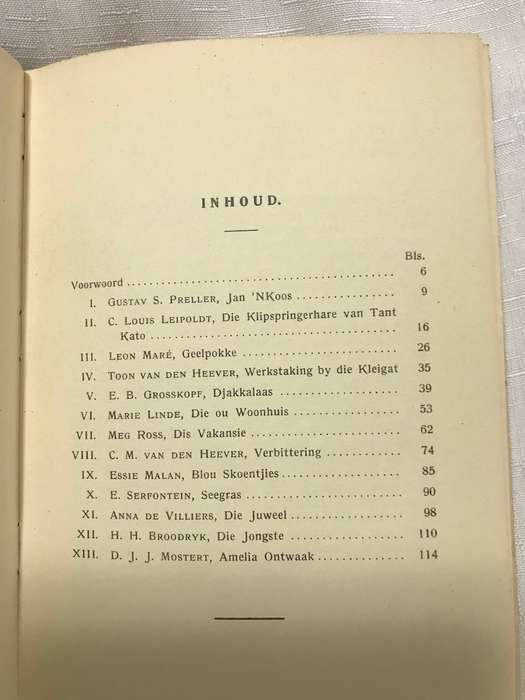 INHOUD.
Bls.
Voorwoord ........................................ 6
I. GUSTAV S. PRELLER, Jan 'NKoos ............... 9
II. C. LOUIS LEIPOLDT, Die Klipspringerhare van Tant
Kato ........................................ 16
III. LEON MARÉ, Geelpokke ........................ 26
IV. TOON VAN DEN HEEVER, Werkstaking by die Kleigat 35
V. E. B. GROSSKOPF, Djakkalaas .................. 39
VI. MARIE LINDE, Die ou Woonhuis ................. 53
VII. MEG ROSS, Dis Vakansie ...................... 62
VIII. C. M. VAN DEN HEEVER, Verbittering ............ 74
IX. ESSIE MALAN, Blou Skoentjies .................. 85
X. E. SERFONTEIN, Seegras ........................ 90
XI. ANNA DE VILLIERS, Die Juweel .................. 98
XII. H. H. BROODRYK, Die Jongste .................. 110
XIII. D. J. J. MOSTERT, Amelia Ontwaak .............. 114